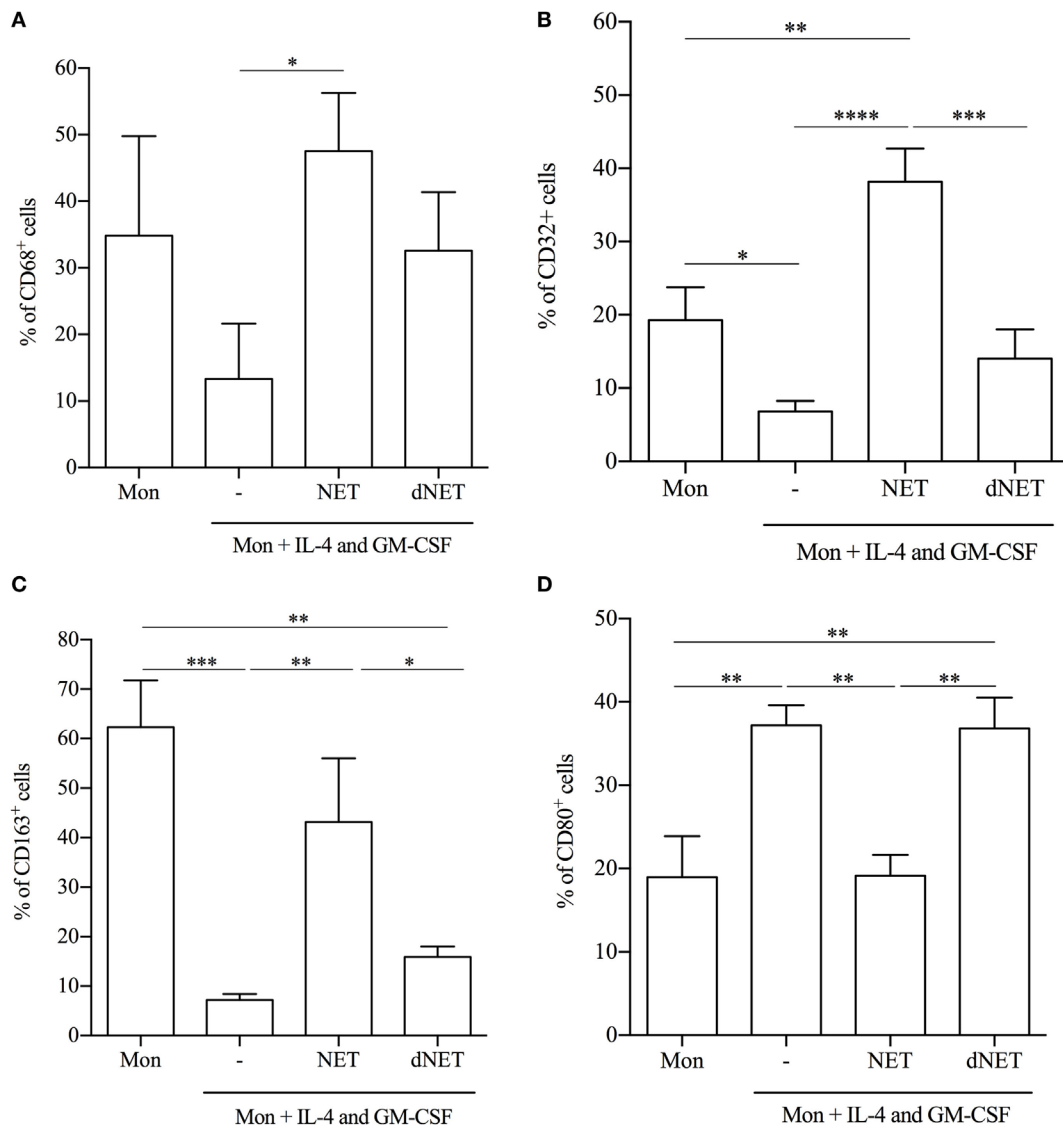 A
% of CD68+ cells
60
50
40
30
20
10
0
*
Mon
-
NET
dNET
Mon + IL-4 and GM-CSF
B
% of CD32+ cells
60
50
40
30
20
10
0
**
**** ***
*
Mon
-
NET
dNET
Mon + IL-4 and GM-CSF
C
% of CD163+ cells
80
70
60
50
40
30
20
10
0
**
*** ** *
Mon
-
NET
dNET
Mon + IL-4 and GM-CSF
D
% of CD80+ cells
50
40
30
20
10
0
**
** ** **
Mon
-
NET
dNET
Mon + IL-4 and GM-CSF